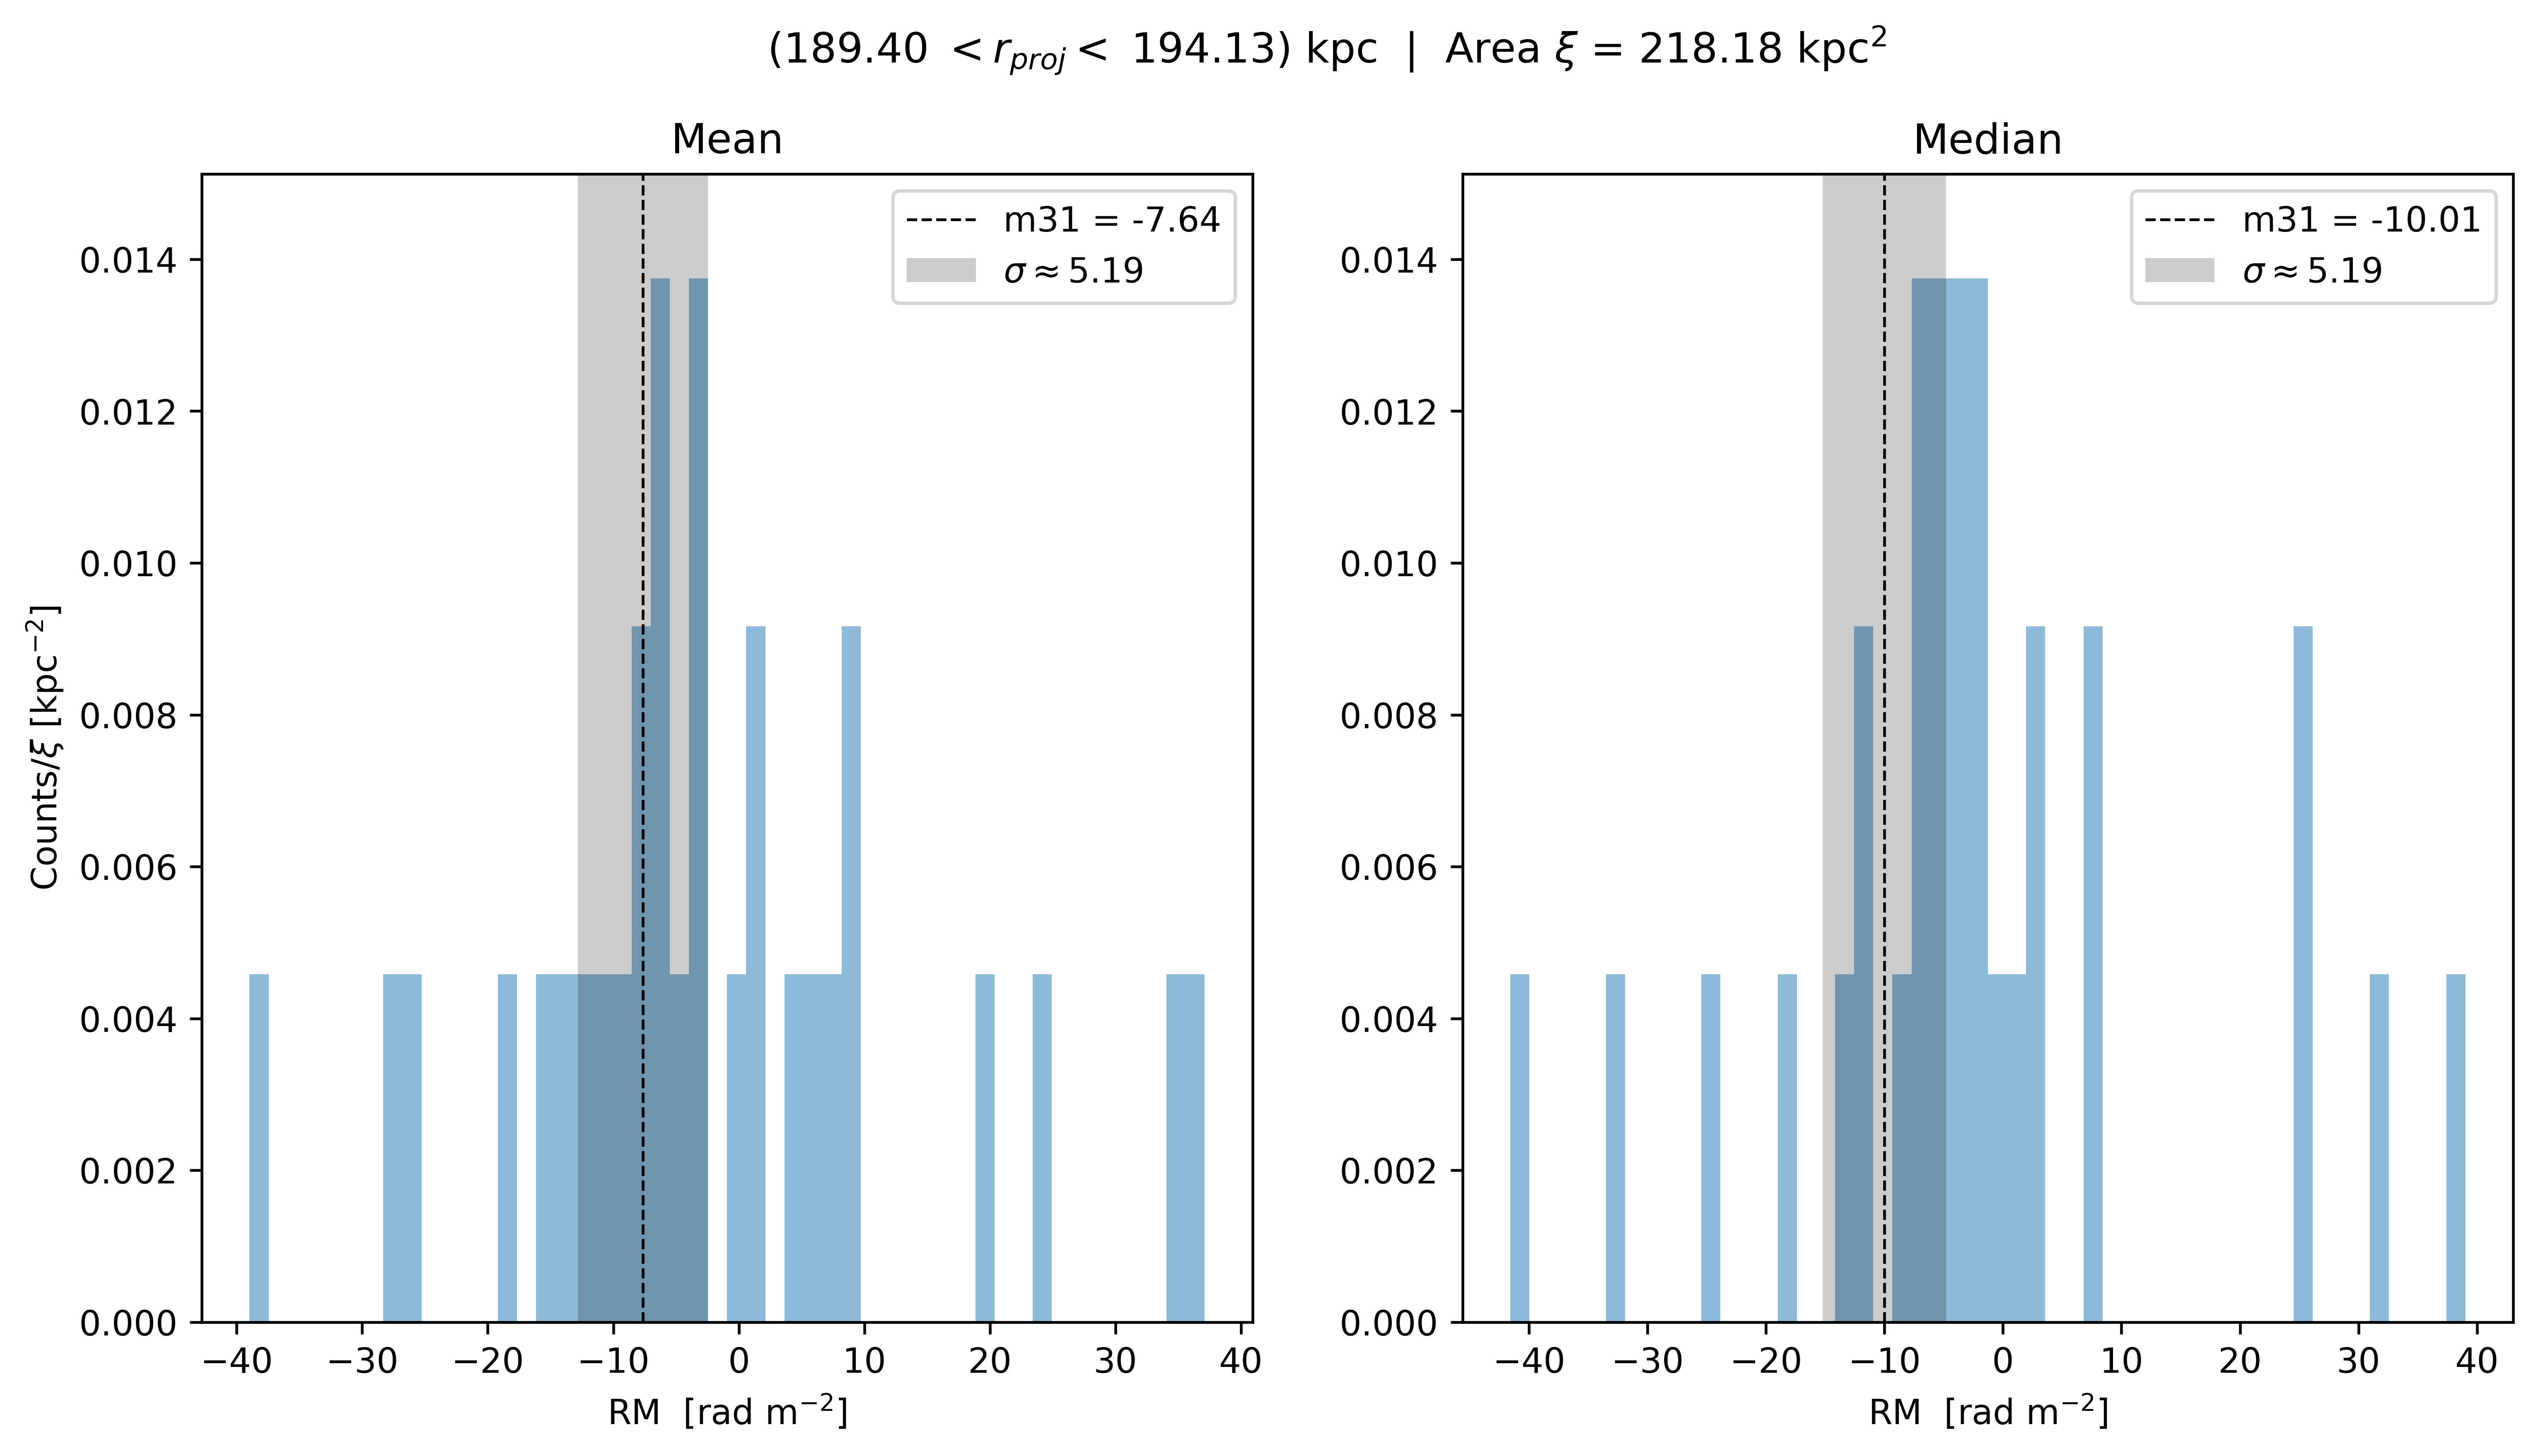 (189.40 < r_proj < 194.13) kpc | Area ξ = 218.18 kpc²
Mean
m31 = -7.64
σ ≈ 5.19
0.014
0.012
0.010
0.008
0.006
0.004
0.002
0.000
Counts/ξ [kpc⁻²]
−40 −30 −20 −10 0 10 20 30 40
RM [rad m⁻²]
Median
m31 = -10.01
σ ≈ 5.19
0.014
0.012
0.010
0.008
0.006
0.004
0.002
0.000
−40 −30 −20 −10 0 10 20 30 40
RM [rad m⁻²]